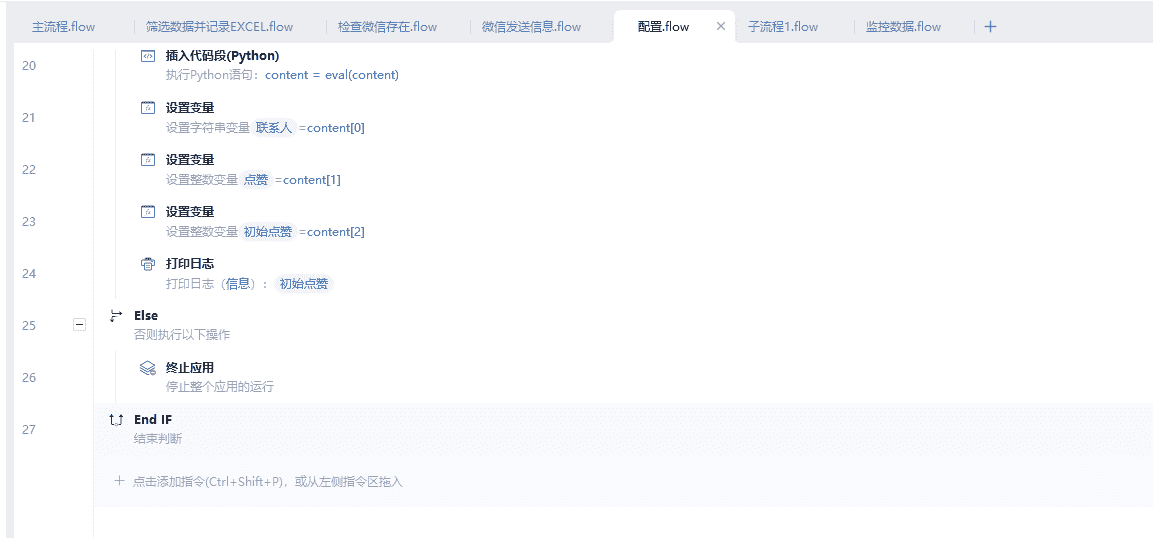 主流程.flow 筛选数据并记录EXCEL.flow 检查微信存在.flow 微信发送信息.flow 配置.flow × 子流程1.flow 监控数据.flow +
20 插入代码段(Python)
执行Python语句：content = eval(content)
21 设置变量
设置字符串变量 联系人 =content[0]
22 设置变量
设置整数变量 点赞 =content[1]
23 设置变量
设置整数变量 初始点赞 =content[2]
24 打印日志
打印日志（信息）： 初始点赞
25 Else
否则执行以下操作
26 终止应用
停止整个应用的运行
27 End IF
结束判断
+ 点击添加指令(Ctrl+Shift+P)，或从左侧指令区拖入